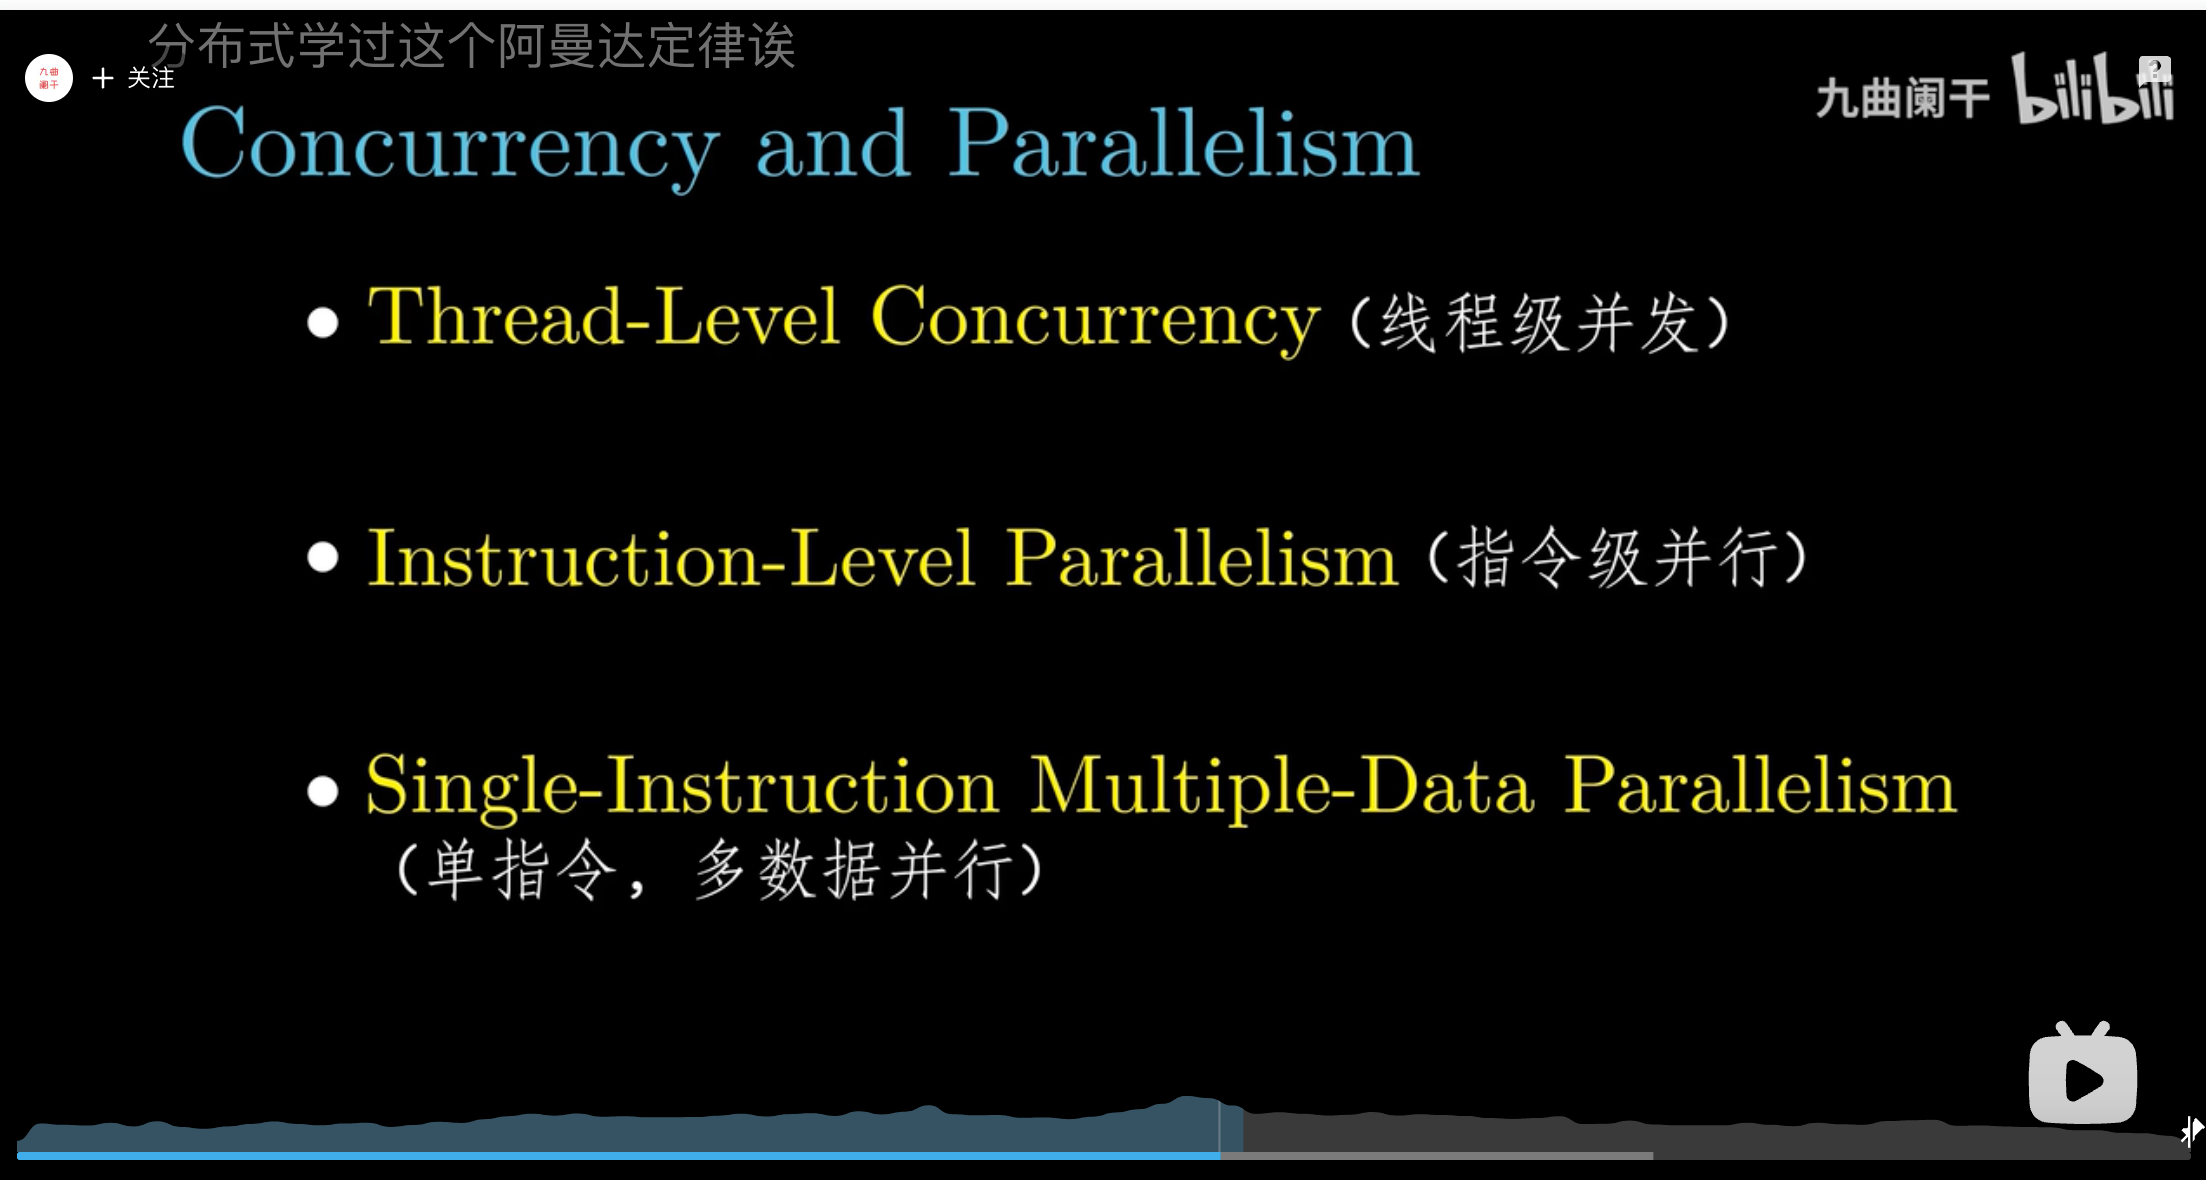 分布式学过这个阿曼达定律诶
九曲阑干
+ 关注
九曲阑干 bilibili
?
Concurrency and Parallelism
• Thread-Level Concurrency（线程级并发）
• Instruction-Level Parallelism（指令级并行）
• Single-Instruction Multiple-Data Parallelism
（单指令，多数据并行）